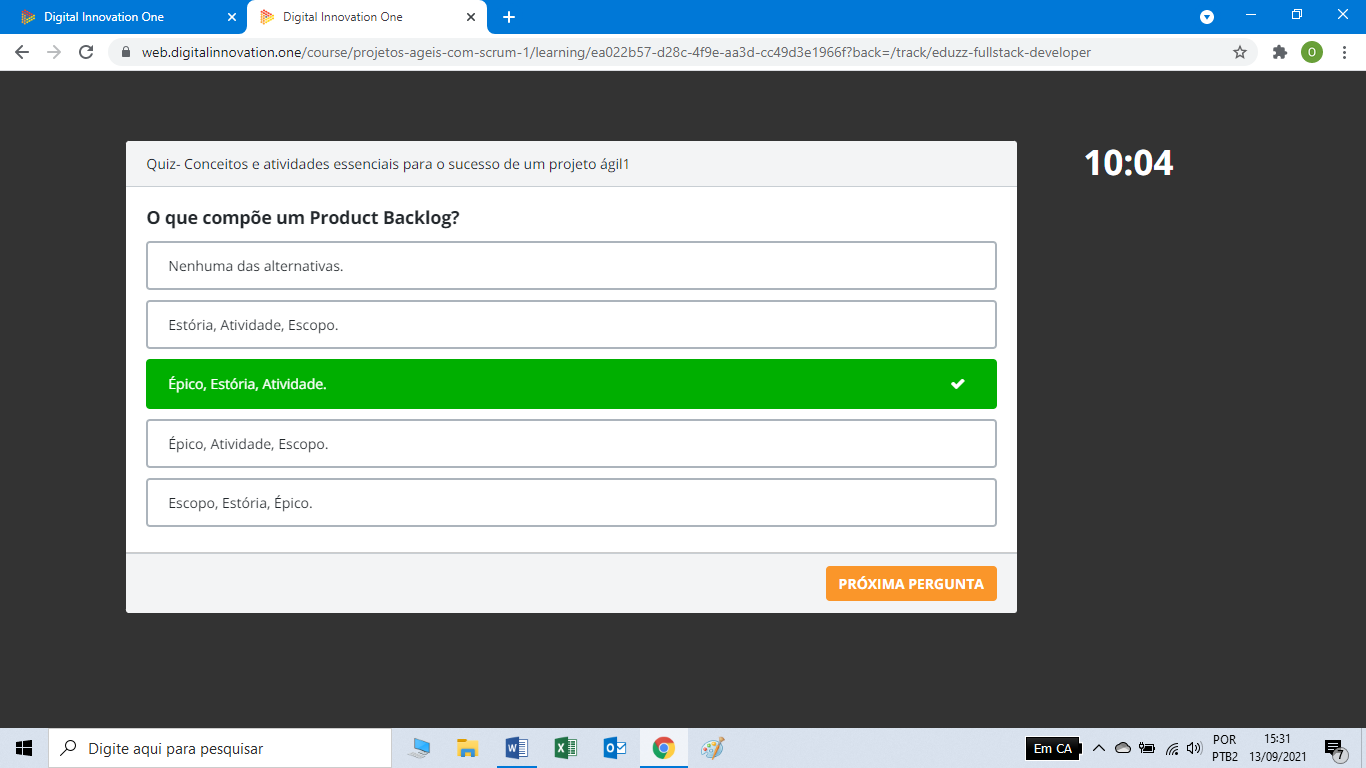 Digital Innovation One
Digital Innovation One
web.digitalinnovation.one/course/projetos-ageis-com-scrum-1/learning/ea022b57-d28c-4f9e-aa3d-cc49d3e1966f?back=/track/eduzz-fullstack-developer
O
Quiz- Conceitos e atividades essenciais para o sucesso de um projeto ágil1
10:04
O que compõe um Product Backlog?
Nenhuma das alternativas.
Estória, Atividade, Escopo.
Épico, Estória, Atividade.
Épico, Atividade, Escopo.
Escopo, Estória, Épico.
PRÓXIMA PERGUNTA
Digite aqui para pesquisar
Em CA
POR
PTB2
15:31
13/09/2021
7